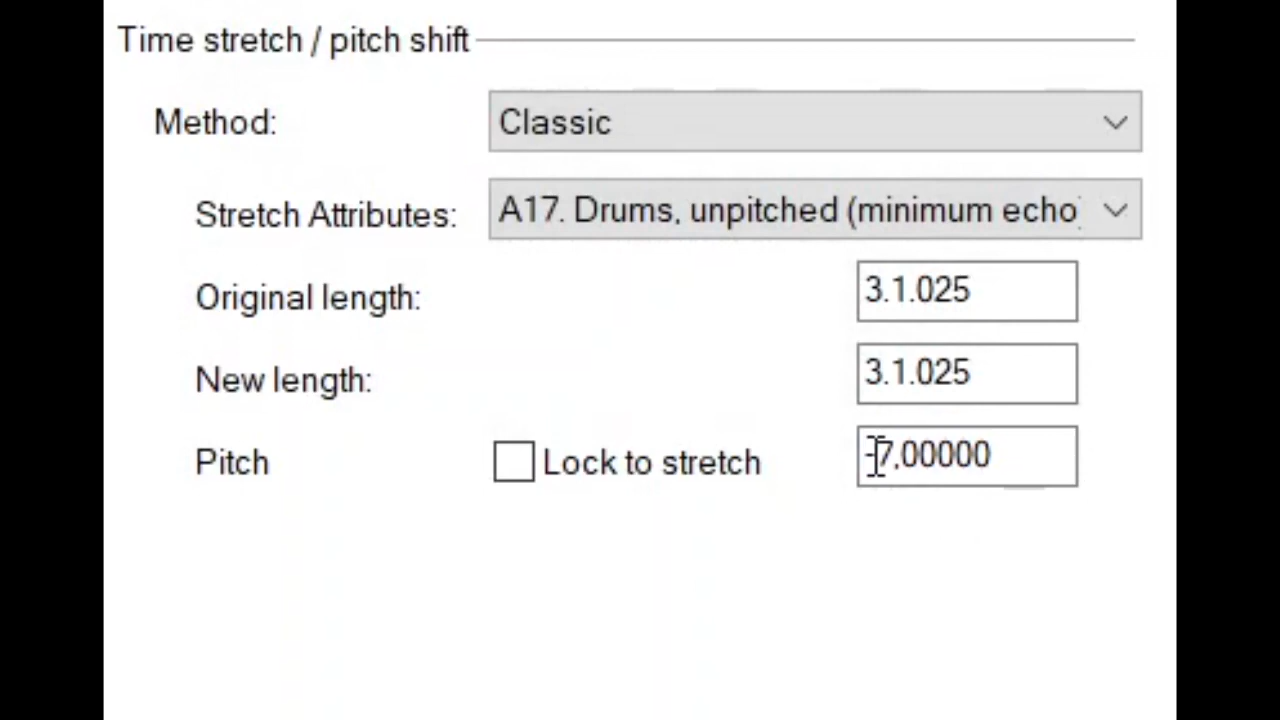 Time stretch / pitch shift
Method: Classic
Stretch Attributes: A17. Drums, unpitched (minimum echo)
Original length: 3.1.025
New length: 3.1.025
Pitch Lock to stretch -7,00000